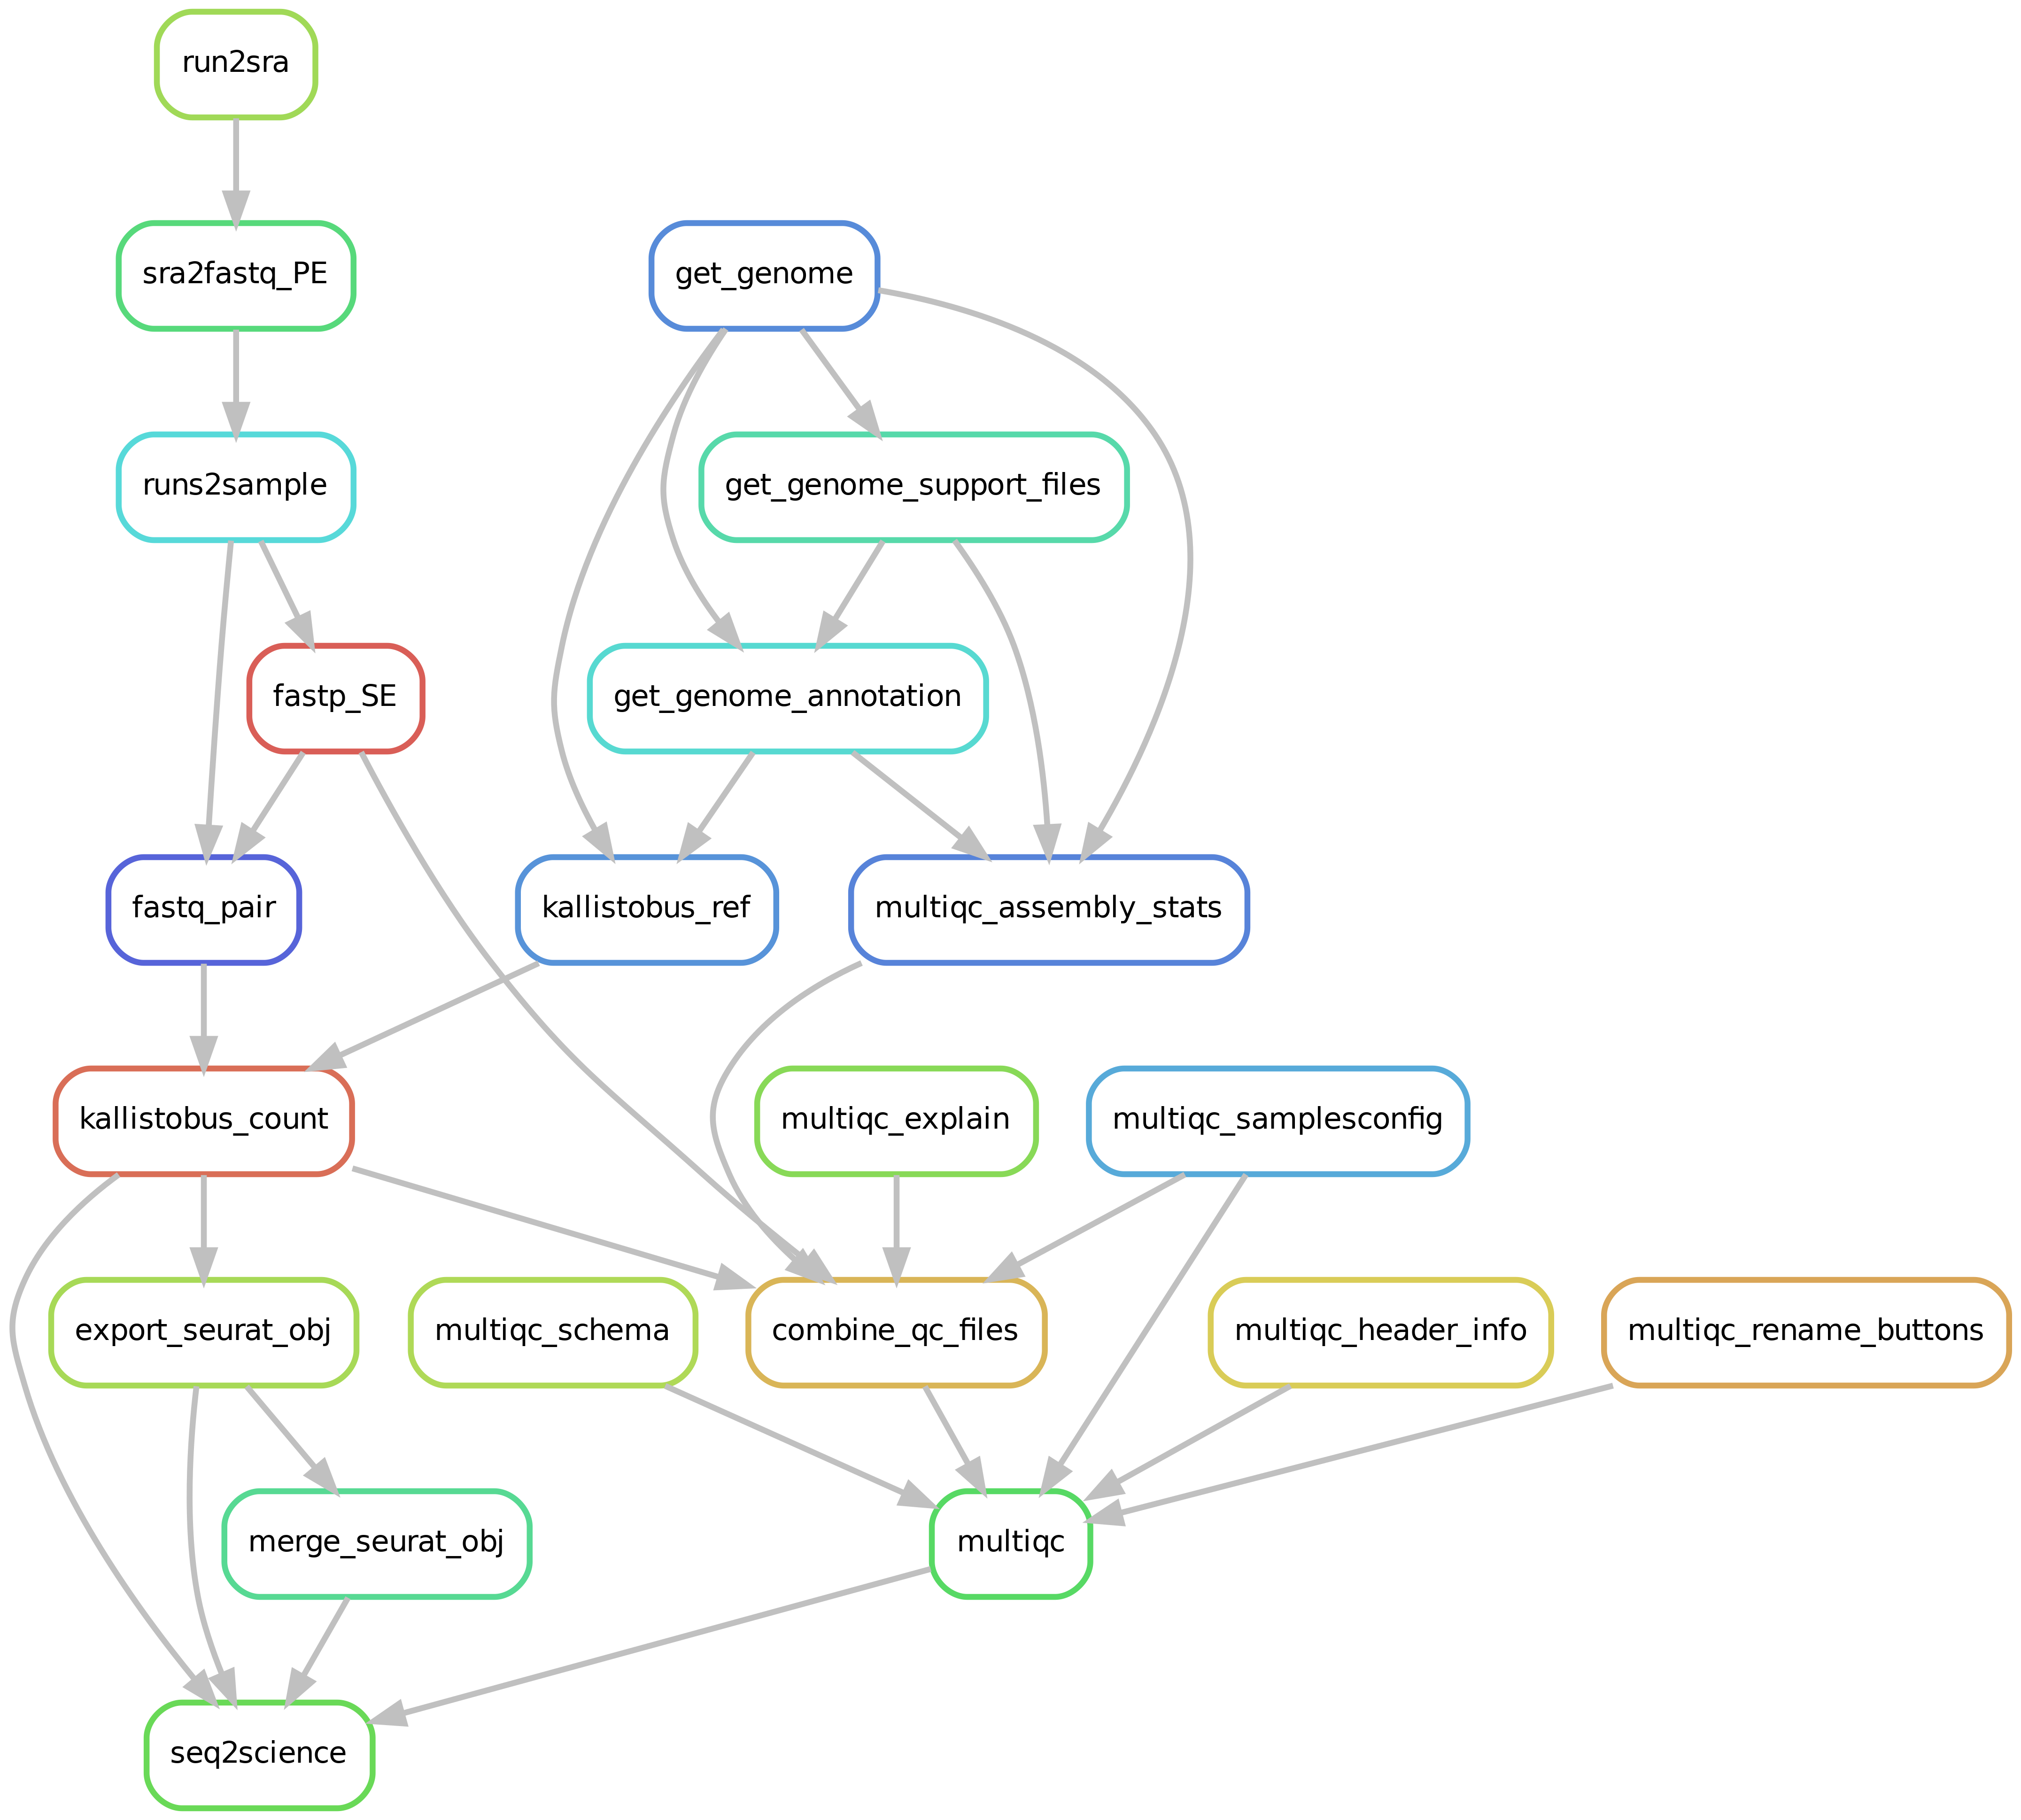 run2sra
sra2fastq_PE
get_genome
runs2sample
get_genome_support_files
fastp_SE
get_genome_annotation
fastq_pair
kallistobus_ref
multiqc_assembly_stats
kallistobus_count
multiqc_explain
multiqc_samplesconfig
export_seurat_obj
multiqc_schema
combine_qc_files
multiqc_header_info
multiqc_rename_buttons
merge_seurat_obj
multiqc
seq2science